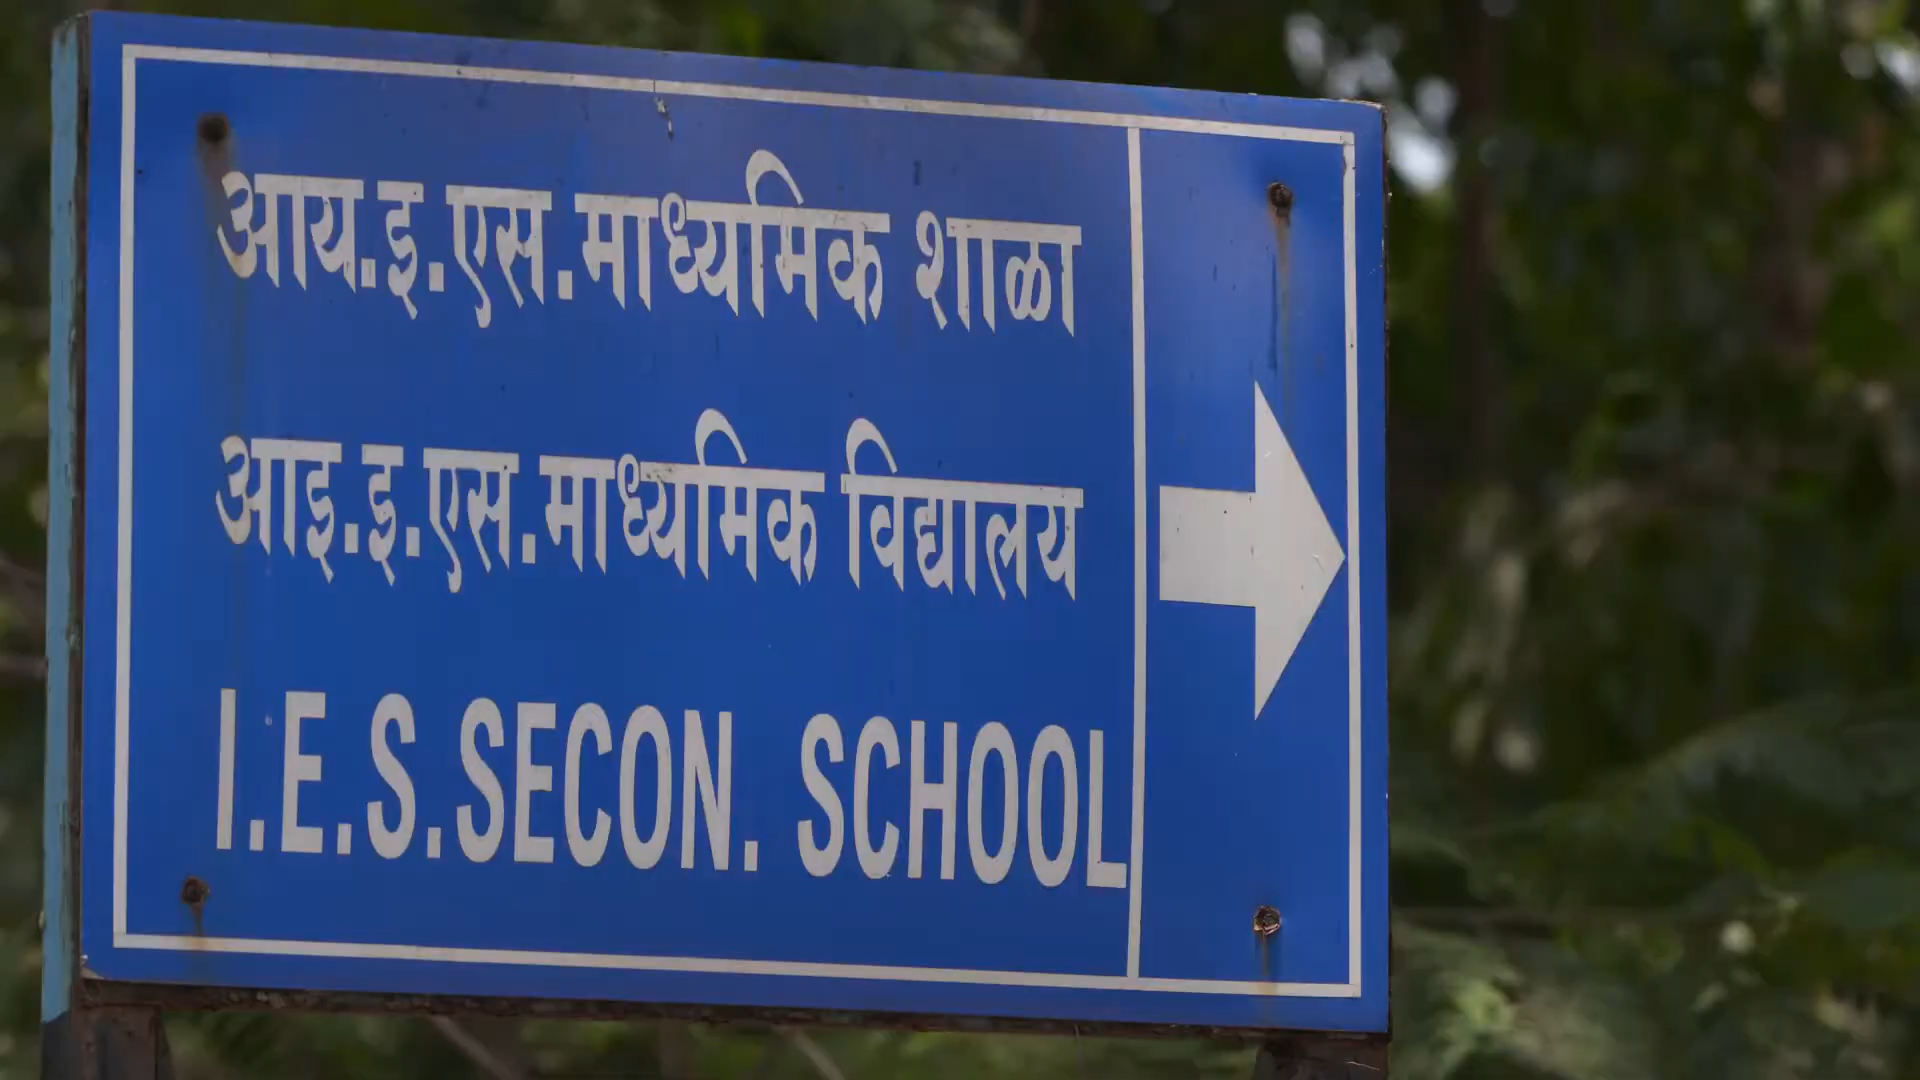 आय.इ.एस.माध्यमिक शाळा
आइ.इ.एस.माध्यमिक विद्यालय
I.E.S.SECON. SCHOOL